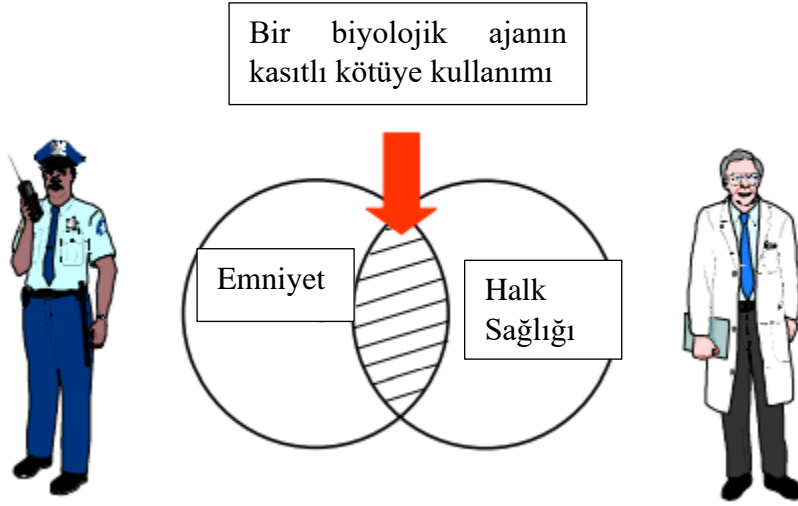 Bir biyolojik ajanın
kasıtlı kötüye kullanımı
Emniyet
Halk
Sağlığı